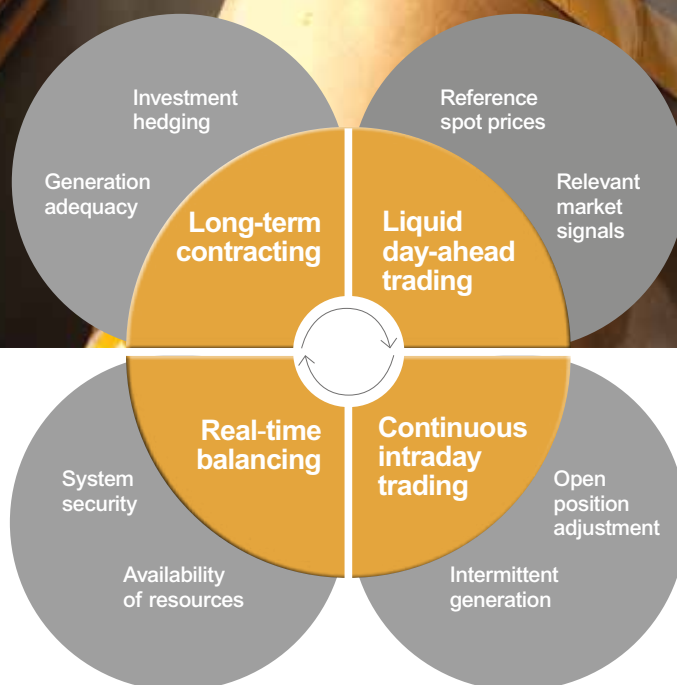 Investment
hedging
Generation
adequacy
Long-term
contracting
Reference
spot prices
Relevant
market
signals
Liquid
day-ahead
trading
Real-time
balancing
System
security
Availability
of resources
Continuous
intraday
trading
Open
position
adjustment
Intermittent
generation